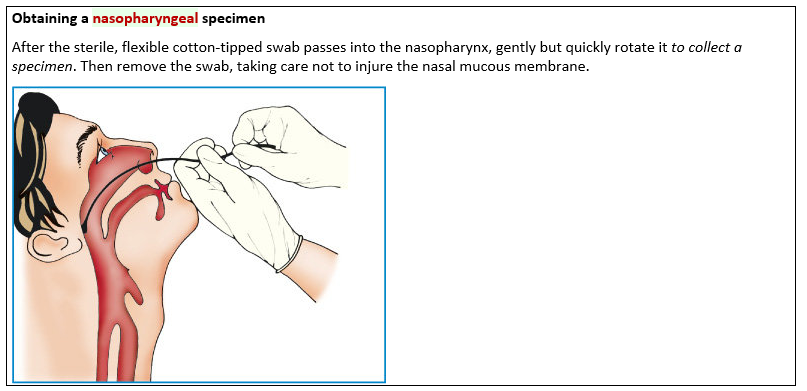 Obtaining a nasopharyngeal specimen
After the sterile, flexible cotton-tipped swab passes into the nasopharynx, gently but quickly rotate it to collect a
specimen. Then remove the swab, taking care not to injure the nasal mucous membrane.